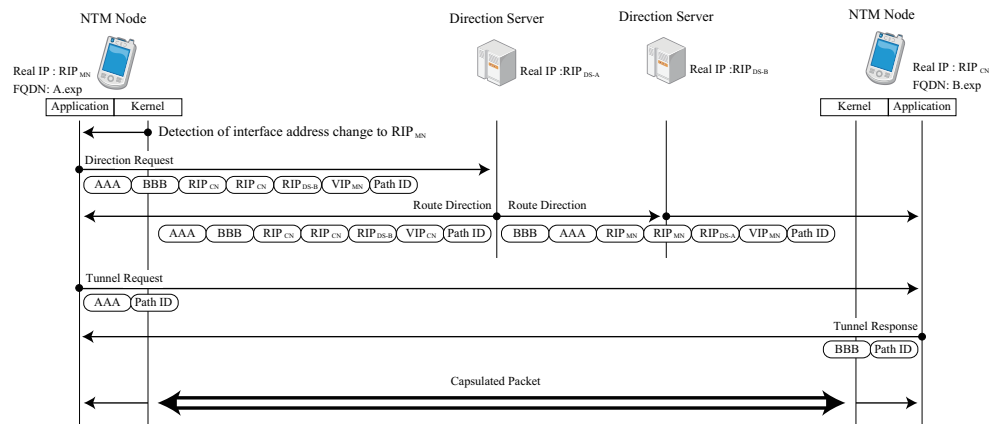 NTM Node
Direction Server
Direction Server
NTM Node
Real IP : RIP MN
FQDN: A.exp
Real IP :RIP DS-A
Real IP :RIP DS-B
Real IP : RIP CN
FQDN: B.exp
Application
Kernel
Kernel
Application
Detection of interface address change to RIP MN
Direction Request
AAA BBB RIP CN RIP CN RIP DS-B VIP MN Path ID
Route Direction
Route Direction
AAA BBB RIP CN RIP CN RIP DS-B VIP CN Path ID
BBB AAA RIP MN RIP MN RIP DS-A VIP MN Path ID
Tunnel Request
AAA Path ID
Tunnel Response
BBB Path ID
Capsulated Packet